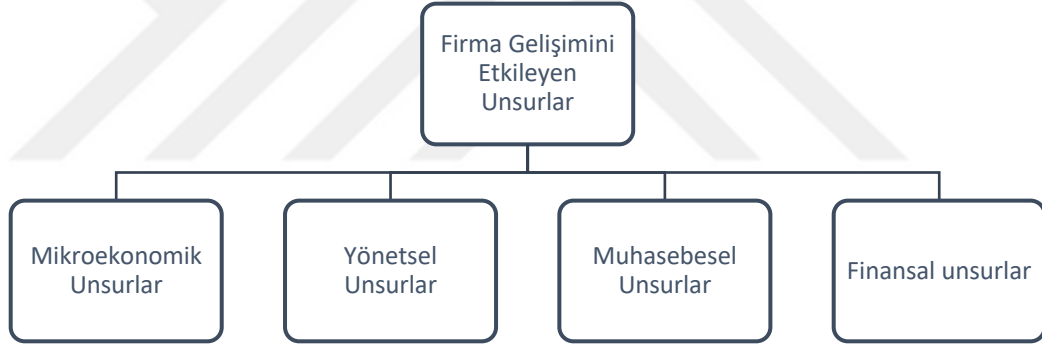 Firma Gelişimini
Etkileyen
Unsurlar
Mikroekonomik
Unsurlar
Yönetsel
Unsurlar
Muhasebesel
Unsurlar
Finansal unsurlar